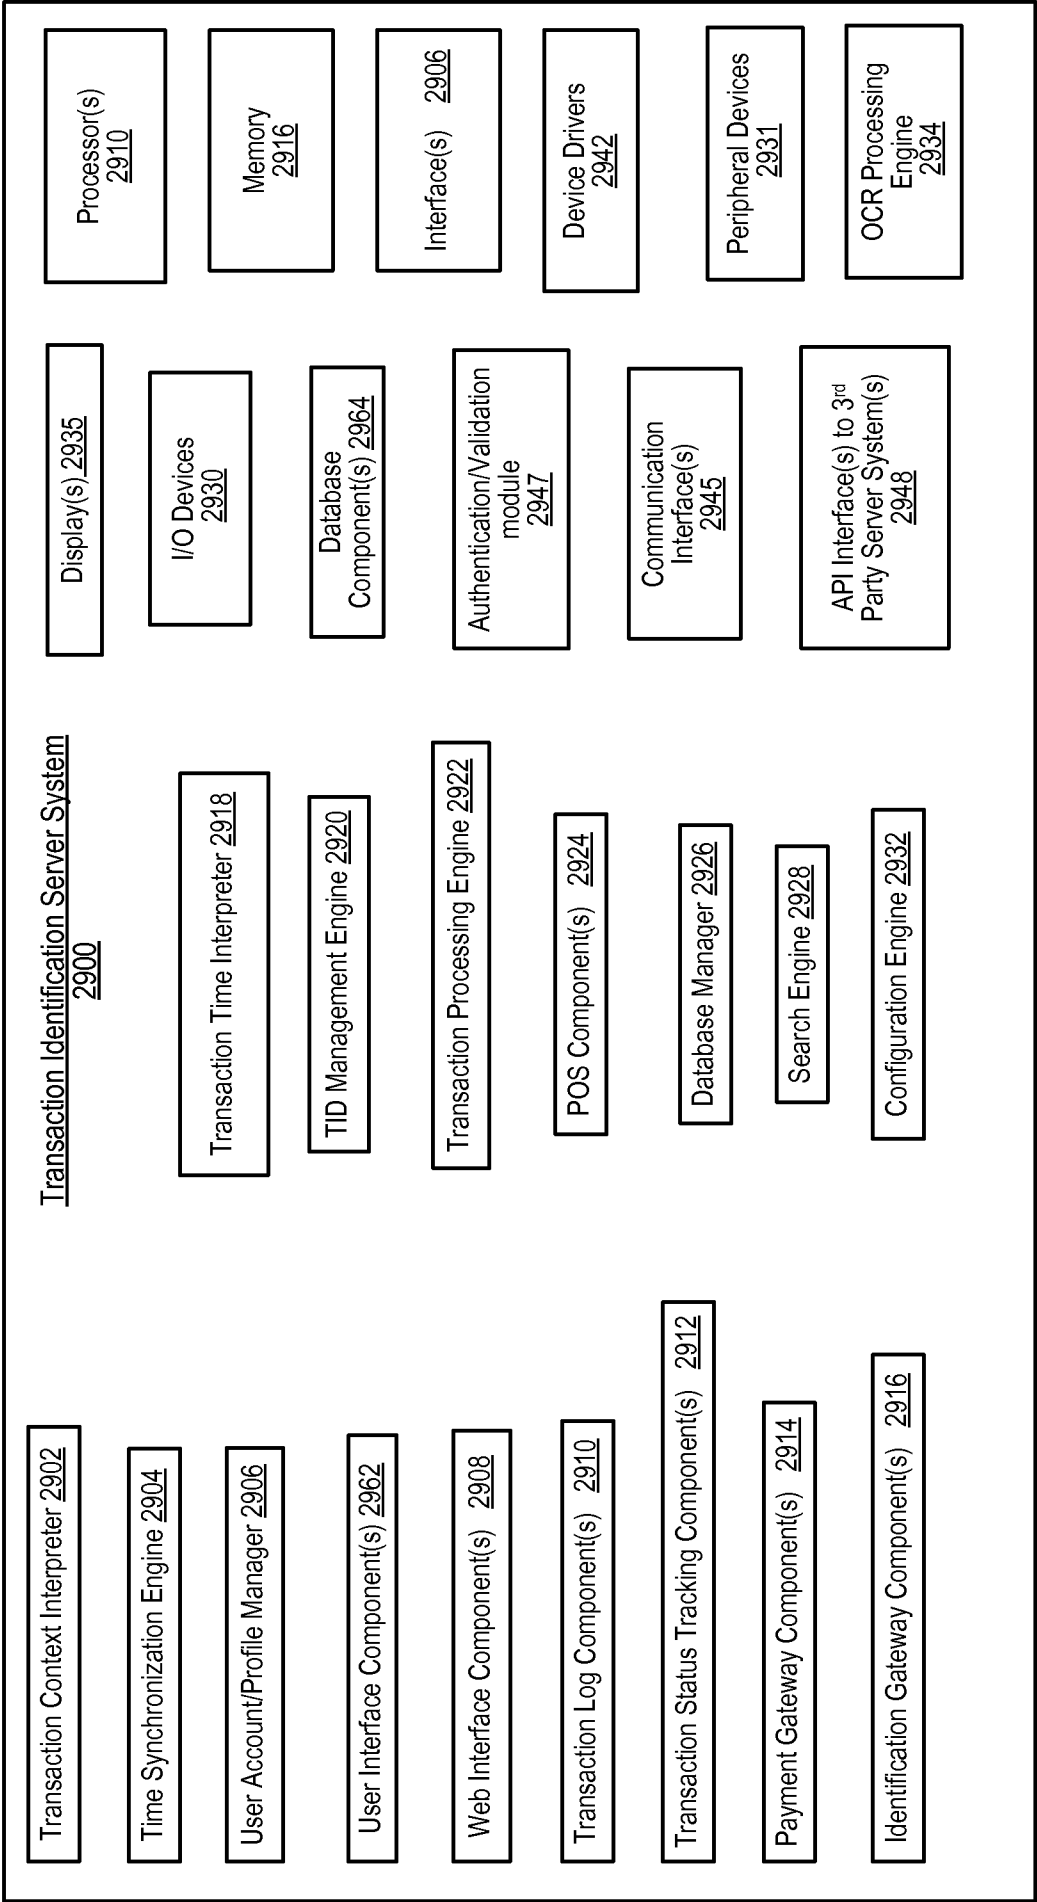 Transaction Identification Server System
2900
Transaction Context Interpreter 2902
Time Synchronization Engine 2904
User Account/Profile Manager 2906
User Interface Component(s) 2962
Web Interface Component(s) 2908
Transaction Log Component(s) 2910
Transaction Status Tracking Component(s) 2912
Payment Gateway Component(s) 2914
Identification Gateway Component(s) 2916
Transaction Time Interpreter 2918
TID Management Engine 2920
Transaction Processing Engine 2922
POS Component(s) 2924
Database Manager 2926
Search Engine 2928
Configuration Engine 2932
Display(s) 2935
I/O Devices
2930
Database
Component(s) 2964
Authentication/Validation
module
2947
Communication
Interface(s)
2945
API Interface(s) to 3rd
Party Server System(s)
2948
Processor(s)
2910
Memory
2916
Interface(s) 2906
Device Drivers
2942
Peripheral Devices
2931
OCR Processing
Engine
2934